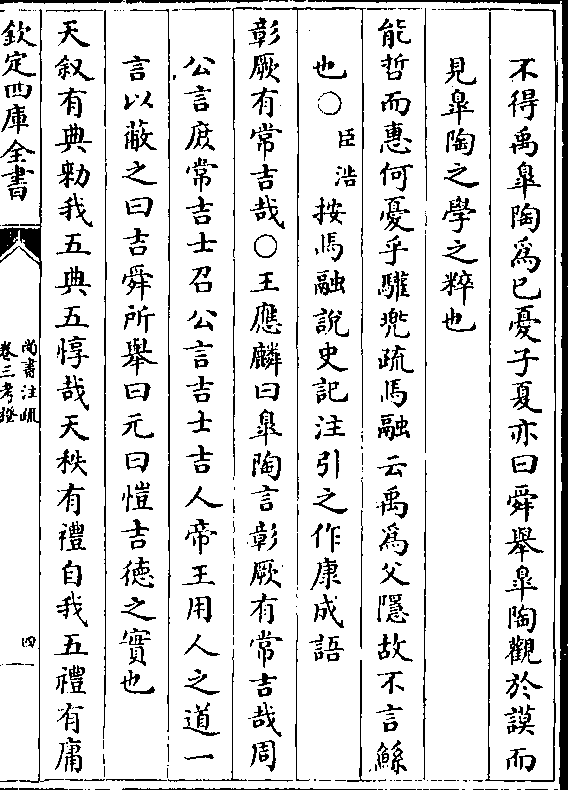 不得禹臯陶為已憂子夏亦曰舜舉臯陶觀於謨而
見臯陶之學之粹也
能哲而惠何憂乎驩兜疏馬融云禹為父隱故不言鯀
也○臣浩按馬融說史記注引之作康成語
彰厥有常吉哉○王應麟曰臯陶言彰厥有常吉哉周
公言庶常吉士召公言吉士吉人帝王用人之道一
言以蔽之曰吉舜所舉曰元曰愷吉德之實也
天叙有典勑我五典五惇哉天秩有禮自我五禮有庸
欽定四庫全書
尚書注疏
卷三考證
四